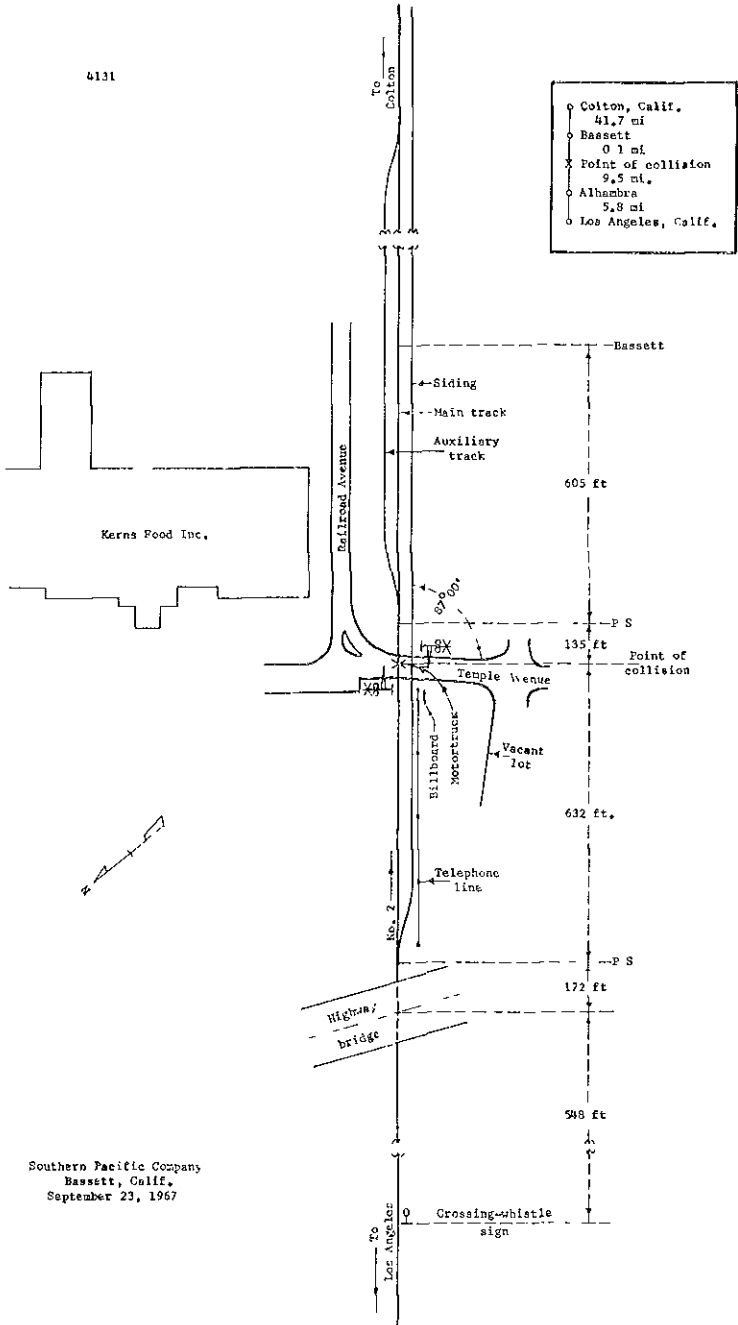 4131
To
Colton
Colton, Calif.
41.7 mi
Bassett
0 1 mi
Point of collision
9.5 mi.
Alhambra
5.8 mi
Los Angeles, Calif.
Bassett
Siding
Main track
Auxiliary
track
Railroad Avenue
605 ft
Kerns Food Inc.
87°00'
P S
135 ft
Point of
collision
Temple Avenue
Billboard
Motortruck
Vacant
lot
632 ft.
N
No. 2
Telephone
line
P S
172 ft
Highway
bridge
548 ft
Southern Pacific Company
Bassett, Calif.
September 23, 1967
To
Los Angeles
Crossing-whistle
sign